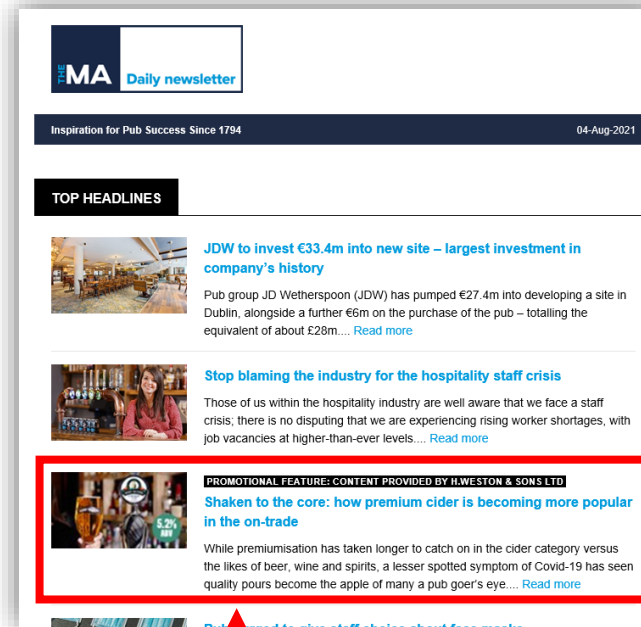 THE MA Daily newsletter
Inspiration for Pub Success Since 1794 04-Aug-2021
TOP HEADLINES
JDW to invest €33.4m into new site – largest investment in
company's history
Pub group JD Wetherspoon (JDW) has pumped €27.4m into developing a site in
Dublin, alongside a further €6m on the purchase of the pub – totalling the
equivalent of about £28m.... Read more
Stop blaming the industry for the hospitality staff crisis
Those of us within the hospitality industry are well aware that we face a staff
crisis; there is no disputing that we are experiencing rising worker shortages, with
job vacancies at higher-than-ever levels.... Read more
5.2%
ABV
PROMOTIONAL FEATURE: CONTENT PROVIDED BY H.WESTON & SONS LTD
Shaken to the core: how premium cider is becoming more popular
in the on-trade
While premiumisation has taken longer to catch on in the cider category versus
the likes of beer, wine and spirits, a lesser spotted symptom of Covid-19 has seen
quality pours become the apple of many a pub goer's eye.... Read more
to give staff choice about face masks